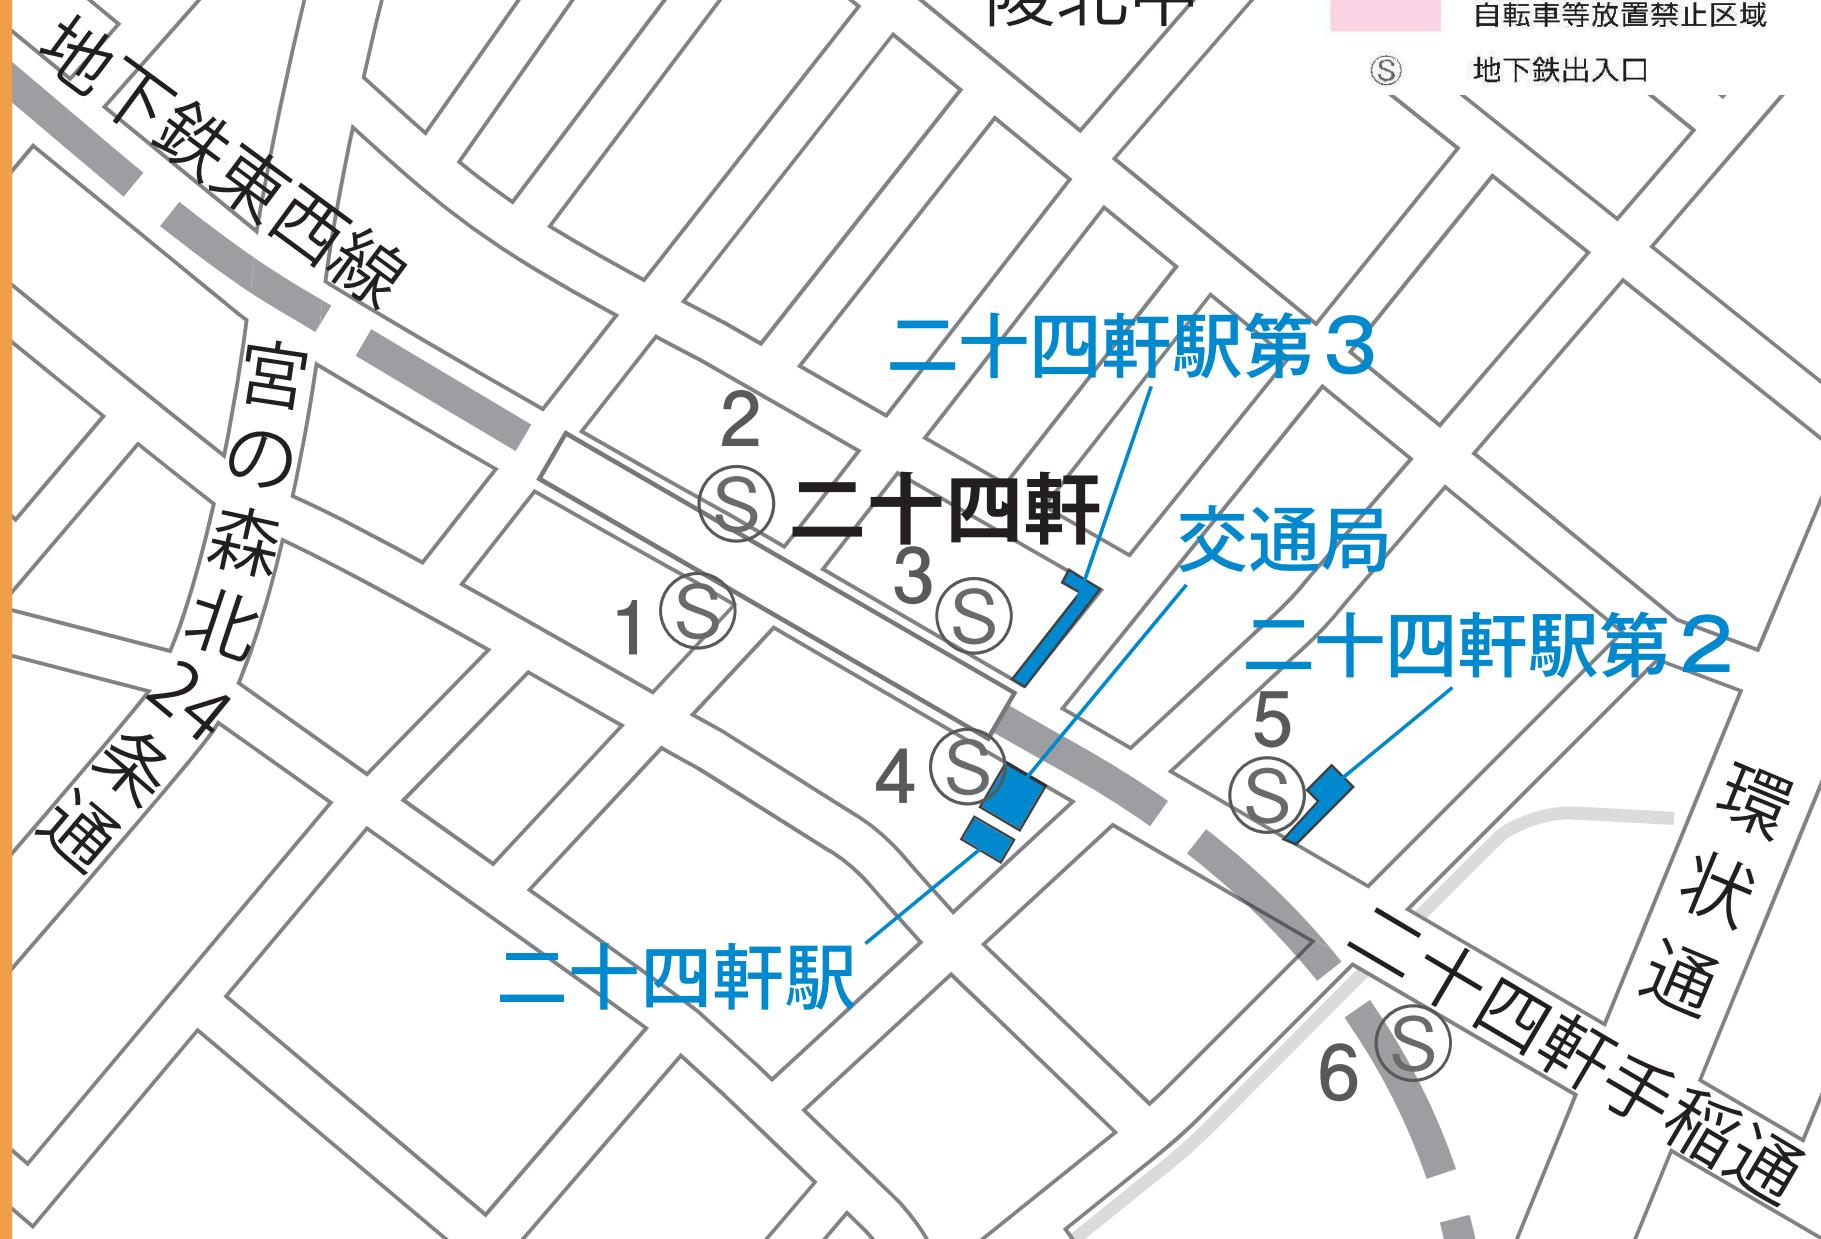 陵北中
自転車等放置禁止区域
Ⓢ 地下鉄出入口
地下鉄東西線
二十四軒駅第3
宮の森北24条通
2 Ⓢ
二十四軒
交通局
3 Ⓢ
1 Ⓢ
二十四軒駅第2
5 Ⓢ
4 Ⓢ
環状通
二十四軒駅
二十四軒手稲通
6 Ⓢ